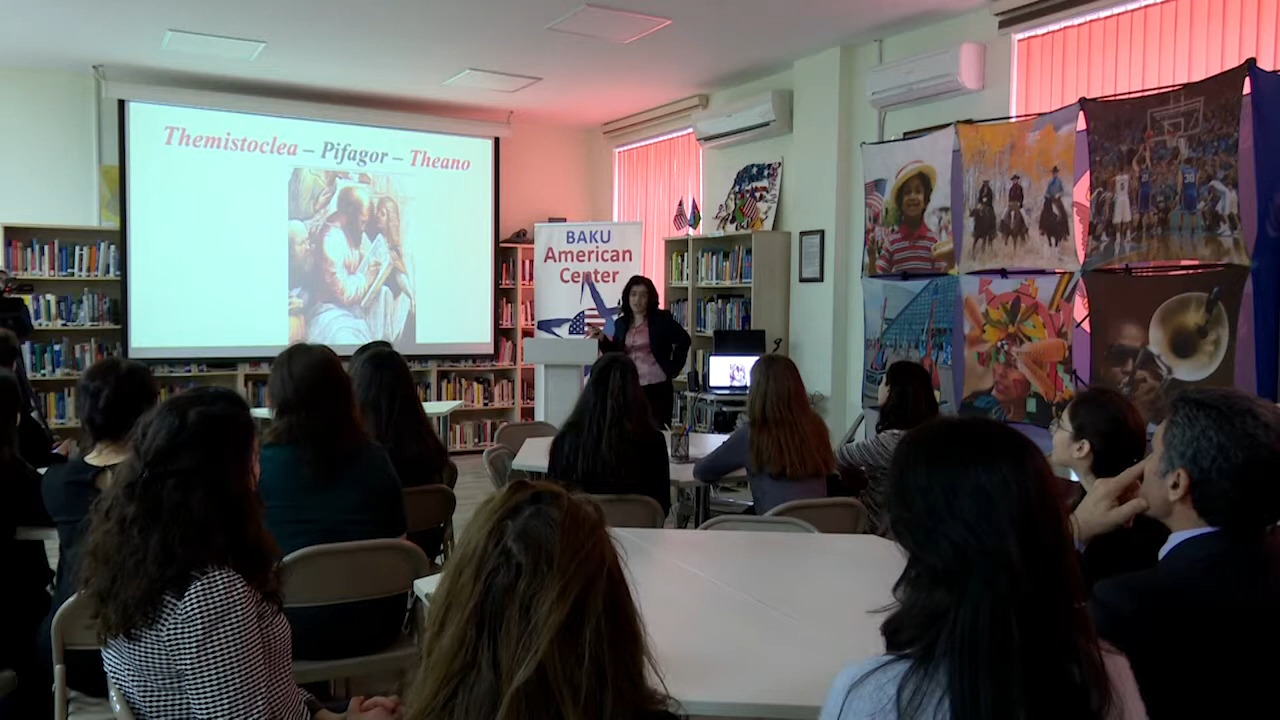 Themistoclea – Pifagor – Theano
BAKU
American
Center